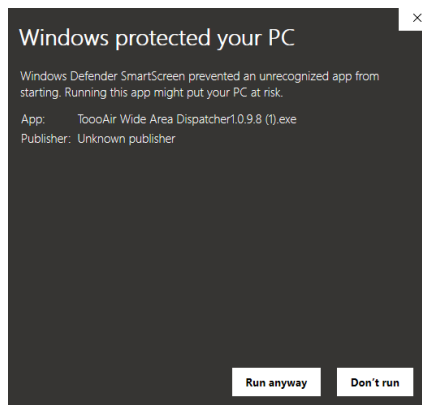 Windows protected your PC
Windows Defender SmartScreen prevented an unrecognized app from
starting. Running this app might put your PC at risk.
App: ToooAir Wide Area Dispatcher1.0.9.8 (1).exe
Publisher: Unknown publisher
Run anyway Don't run